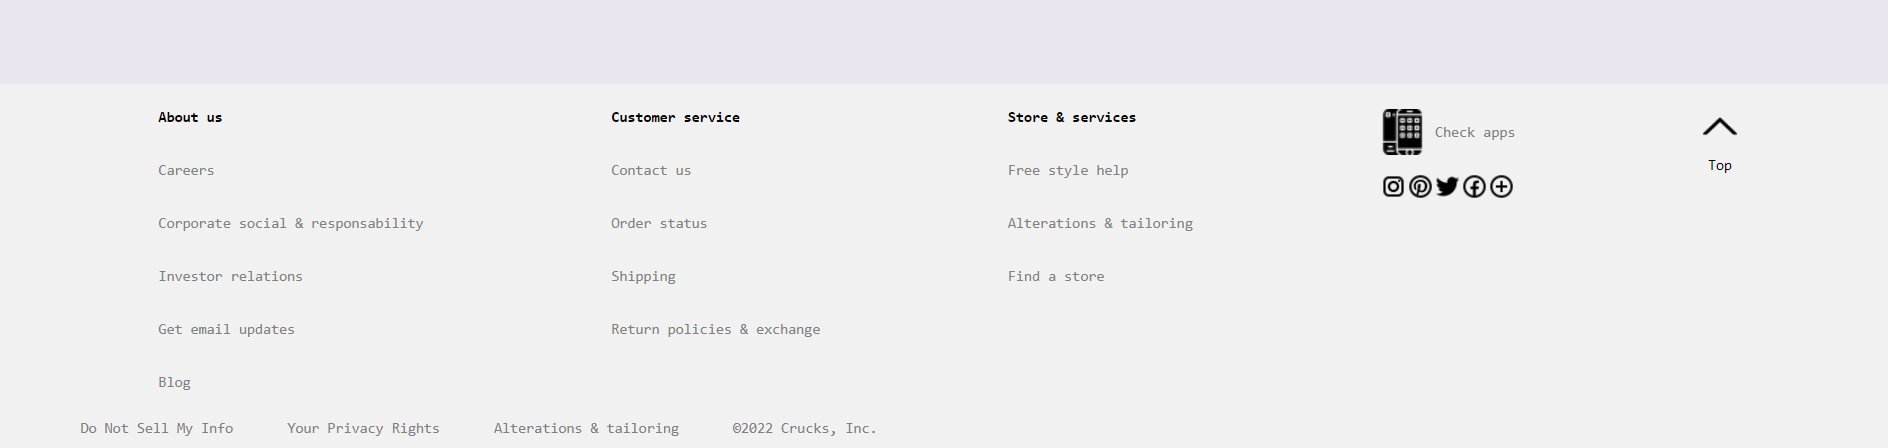 About us
Careers
Corporate social & responsability
Investor relations
Get email updates
Blog
Customer service
Contact us
Order status
Shipping
Return policies & exchange
Store & services
Free style help
Alterations & tailoring
Find a store
Check apps
Top
Do Not Sell My Info
Your Privacy Rights
Alterations & tailoring
©2022 Crucks, Inc.